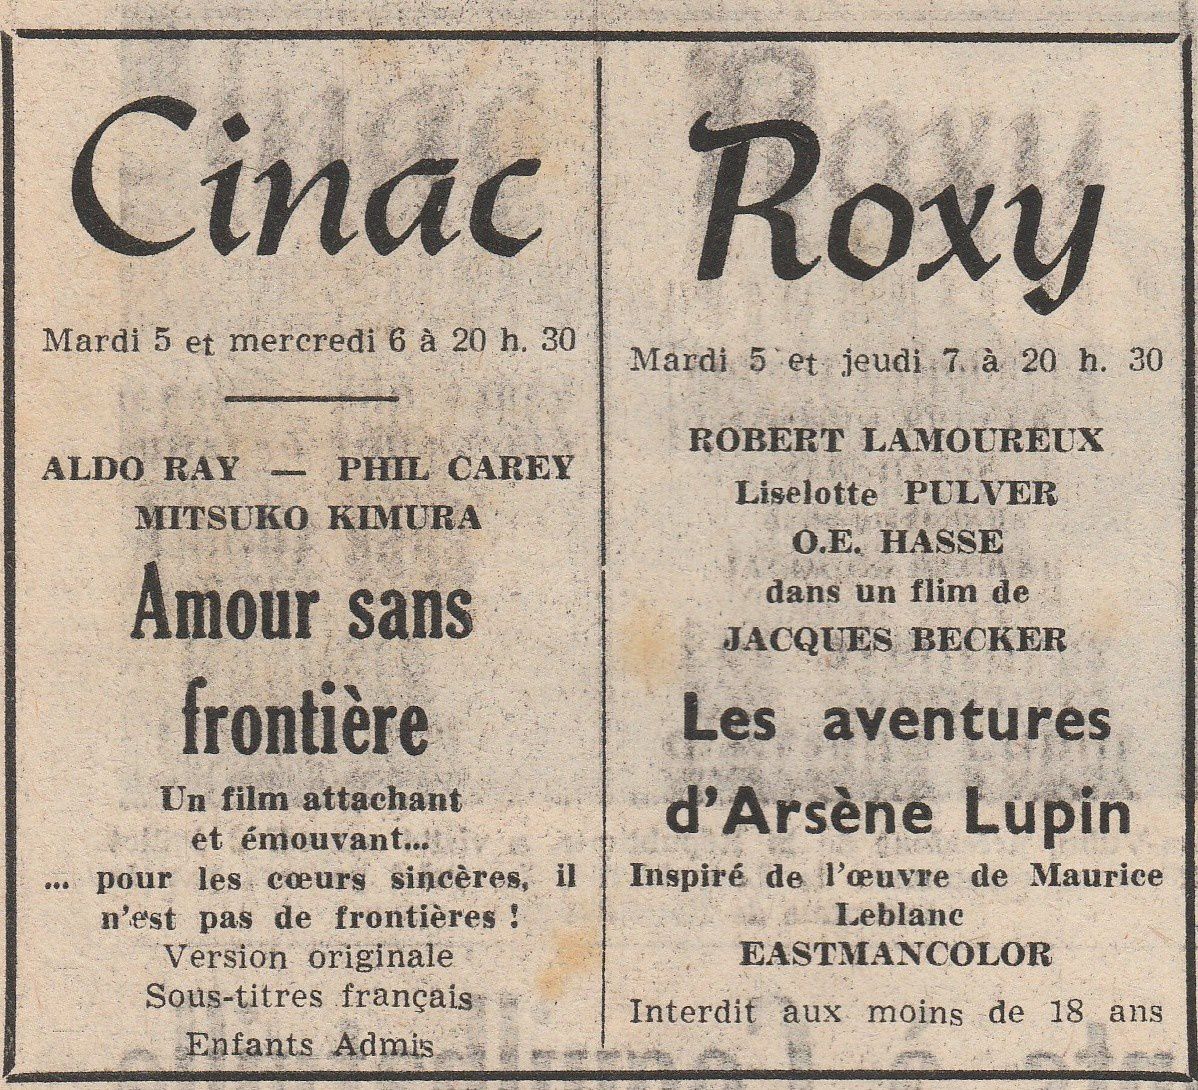 Cinac
Mardi 5 et mercredi 6 à 20 h. 30
ALDO RAY — PHIL CAREY
MITSUKO KIMURA
Amour sans
frontière
Un film attachant
et émouvant...
... pour les cœurs sincères, il
n'est pas de frontières !
Version originale
Sous-titres français
Enfants Admis
Roxy
Mardi 5 et jeudi 7 à 20 h. 30
ROBERT LAMOUREUX
Liselotte PULVER
O.E. HASSE
dans un flim de
JACQUES BECKER
Les aventures
d'Arsène Lupin
Inspiré de l'œuvre de Maurice
Leblanc
EASTMANCOLOR
Interdit aux moins de 18 ans